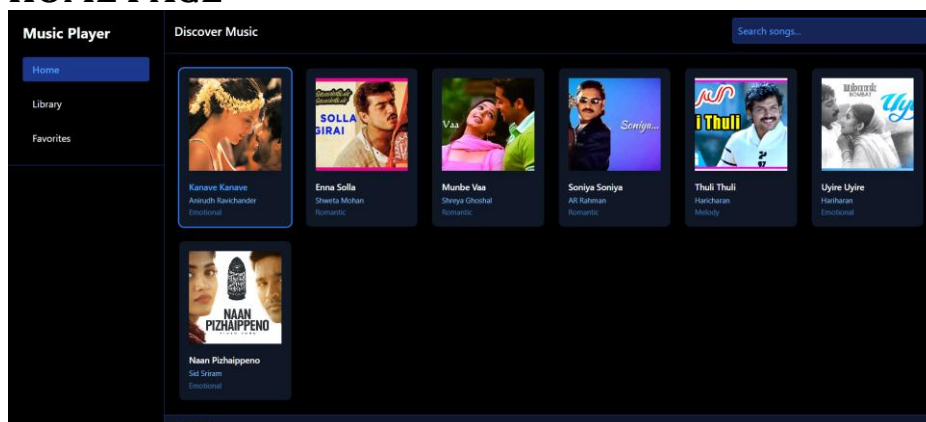 HOME PAGE
Music Player
Discover Music
Search songs...
Home
Library
Favorites
SOLLA
GIRAI
Vaa
Soniya...
i Thuli
Uy
Kanave Kanave
Anirudh Ravichander
Emotional
Enna Solla
Shweta Mohan
Romantic
Munbe Vaa
Shreya Ghoshal
Romantic
Soniya Soniya
AR Rahman
Romantic
Thuli Thuli
Haricharan
Melody
Uyire Uyire
Hariharan
Emotional
NAAN
PIZHAIPPENO
Naan Pizhaippeno
Sid Sriram
Emotional